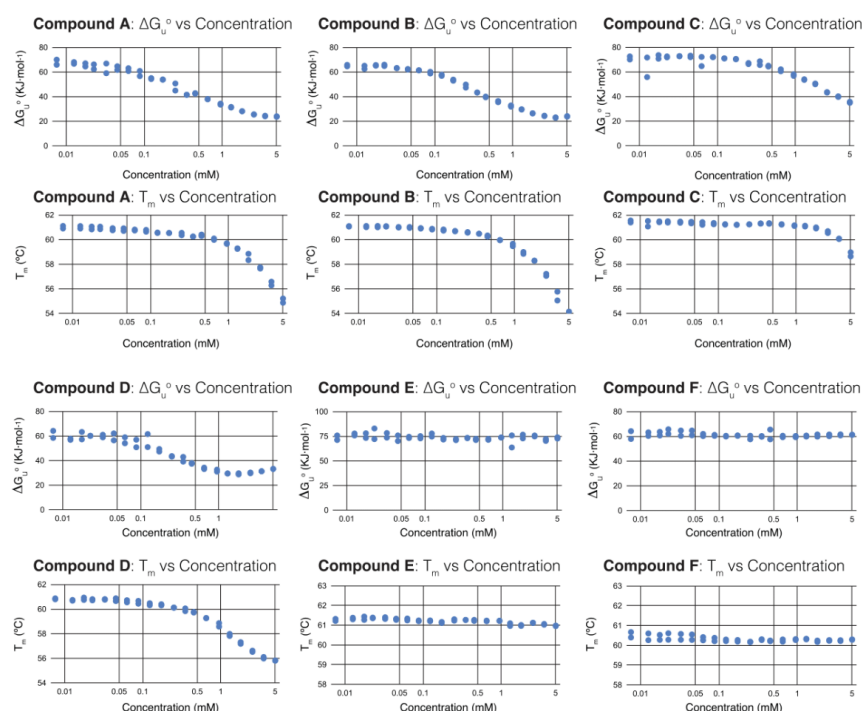 Compound A: ΔGu° vs Concentration
Compound B: ΔGu° vs Concentration
Compound C: ΔGu° vs Concentration
80 60 40 20 0
80 60 40 20 0
80 60 40 20 0
ΔGu° (KJ·mol-1)
ΔGu° (KJ·mol-1)
ΔGu° (KJ·mol-1)
0.01 0.05 0.1 0.5 1 5
0.01 0.05 0.1 0.5 1 5
0.01 0.05 0.1 0.5 1 5
Concentration (mM)
Concentration (mM)
Concentration (mM)
Compound A: Tm vs Concentration
Compound B: Tm vs Concentration
Compound C: Tm vs Concentration
62 60 58 56 54
62 60 58 56 54
62 60 58 56 54
Tm (ºC)
Tm (ºC)
Tm (ºC)
0.01 0.05 0.1 0.5 1 5
0.01 0.05 0.1 0.5 1 5
0.01 0.05 0.1 0.5 1 5
Concentration (mM)
Concentration (mM)
Concentration (mM)
Compound D: ΔGu° vs Concentration
Compound E: ΔGu° vs Concentration
Compound F: ΔGu° vs Concentration
80 60 40 20 0
100 75 50 25 0
80 60 40 20 0
ΔGu° (KJ·mol-1)
ΔGu° (KJ·mol-1)
ΔGu° (KJ·mol-1)
0.01 0.05 0.1 0.5 1 5
0.01 0.05 0.1 0.5 1 5
0.01 0.05 0.1 0.5 1 5
Concentration (mM)
Concentration (mM)
Concentration (mM)
Compound D: Tm vs Concentration
Compound E: Tm vs Concentration
Compound F: Tm vs Concentration
62 60 58 56 54
63 62 61 60 59 58
63 62 61 60 59 58
Tm (ºC)
Tm (ºC)
Tm (ºC)
0.01 0.05 0.1 0.5 1 5
0.01 0.05 0.1 0.5 1 5
0.01 0.05 0.1 0.5 1 5
Concentration (mM)
Concentration (mM)
Concentration (mM)